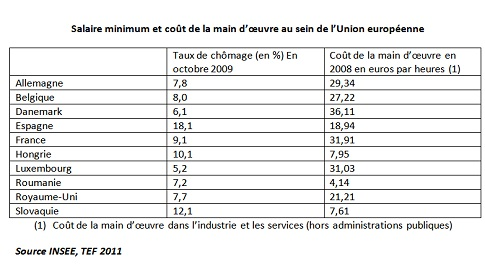 Salaire minimum et coût de la main d'œuvre au sein de l'Union européenne
Taux de chômage (en %) En octobre 2009 Coût de la main d'œuvre en 2008 en euros par heures (1)
Allemagne 7,8 29,34
Belgique 8,0 27,22
Danemark 6,1 36,11
Espagne 18,1 18,94
France 9,1 31,91
Hongrie 10,1 7,95
Luxembourg 5,2 31,03
Roumanie 7,2 4,14
Royaume-Uni 7,7 21,21
Slovaquie 12,1 7,61
(1) Coût de la main d'œuvre dans l'industrie et les services (hors administrations publiques)
Source INSEE, TEF 2011